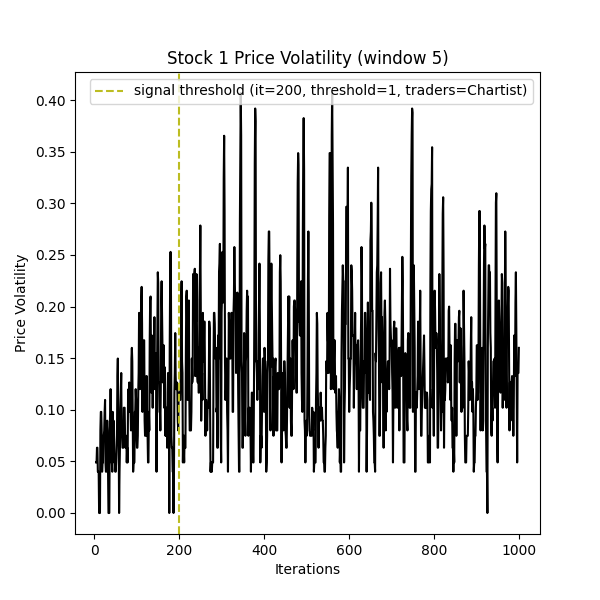 Stock 1 Price Volatility (window 5)
signal threshold (it=200, threshold=1, traders=Chartist)
0.40
0.35
0.30
0.25
0.20
0.15
0.10
0.05
0.00
Price Volatility
0 200 400 600 800 1000
Iterations